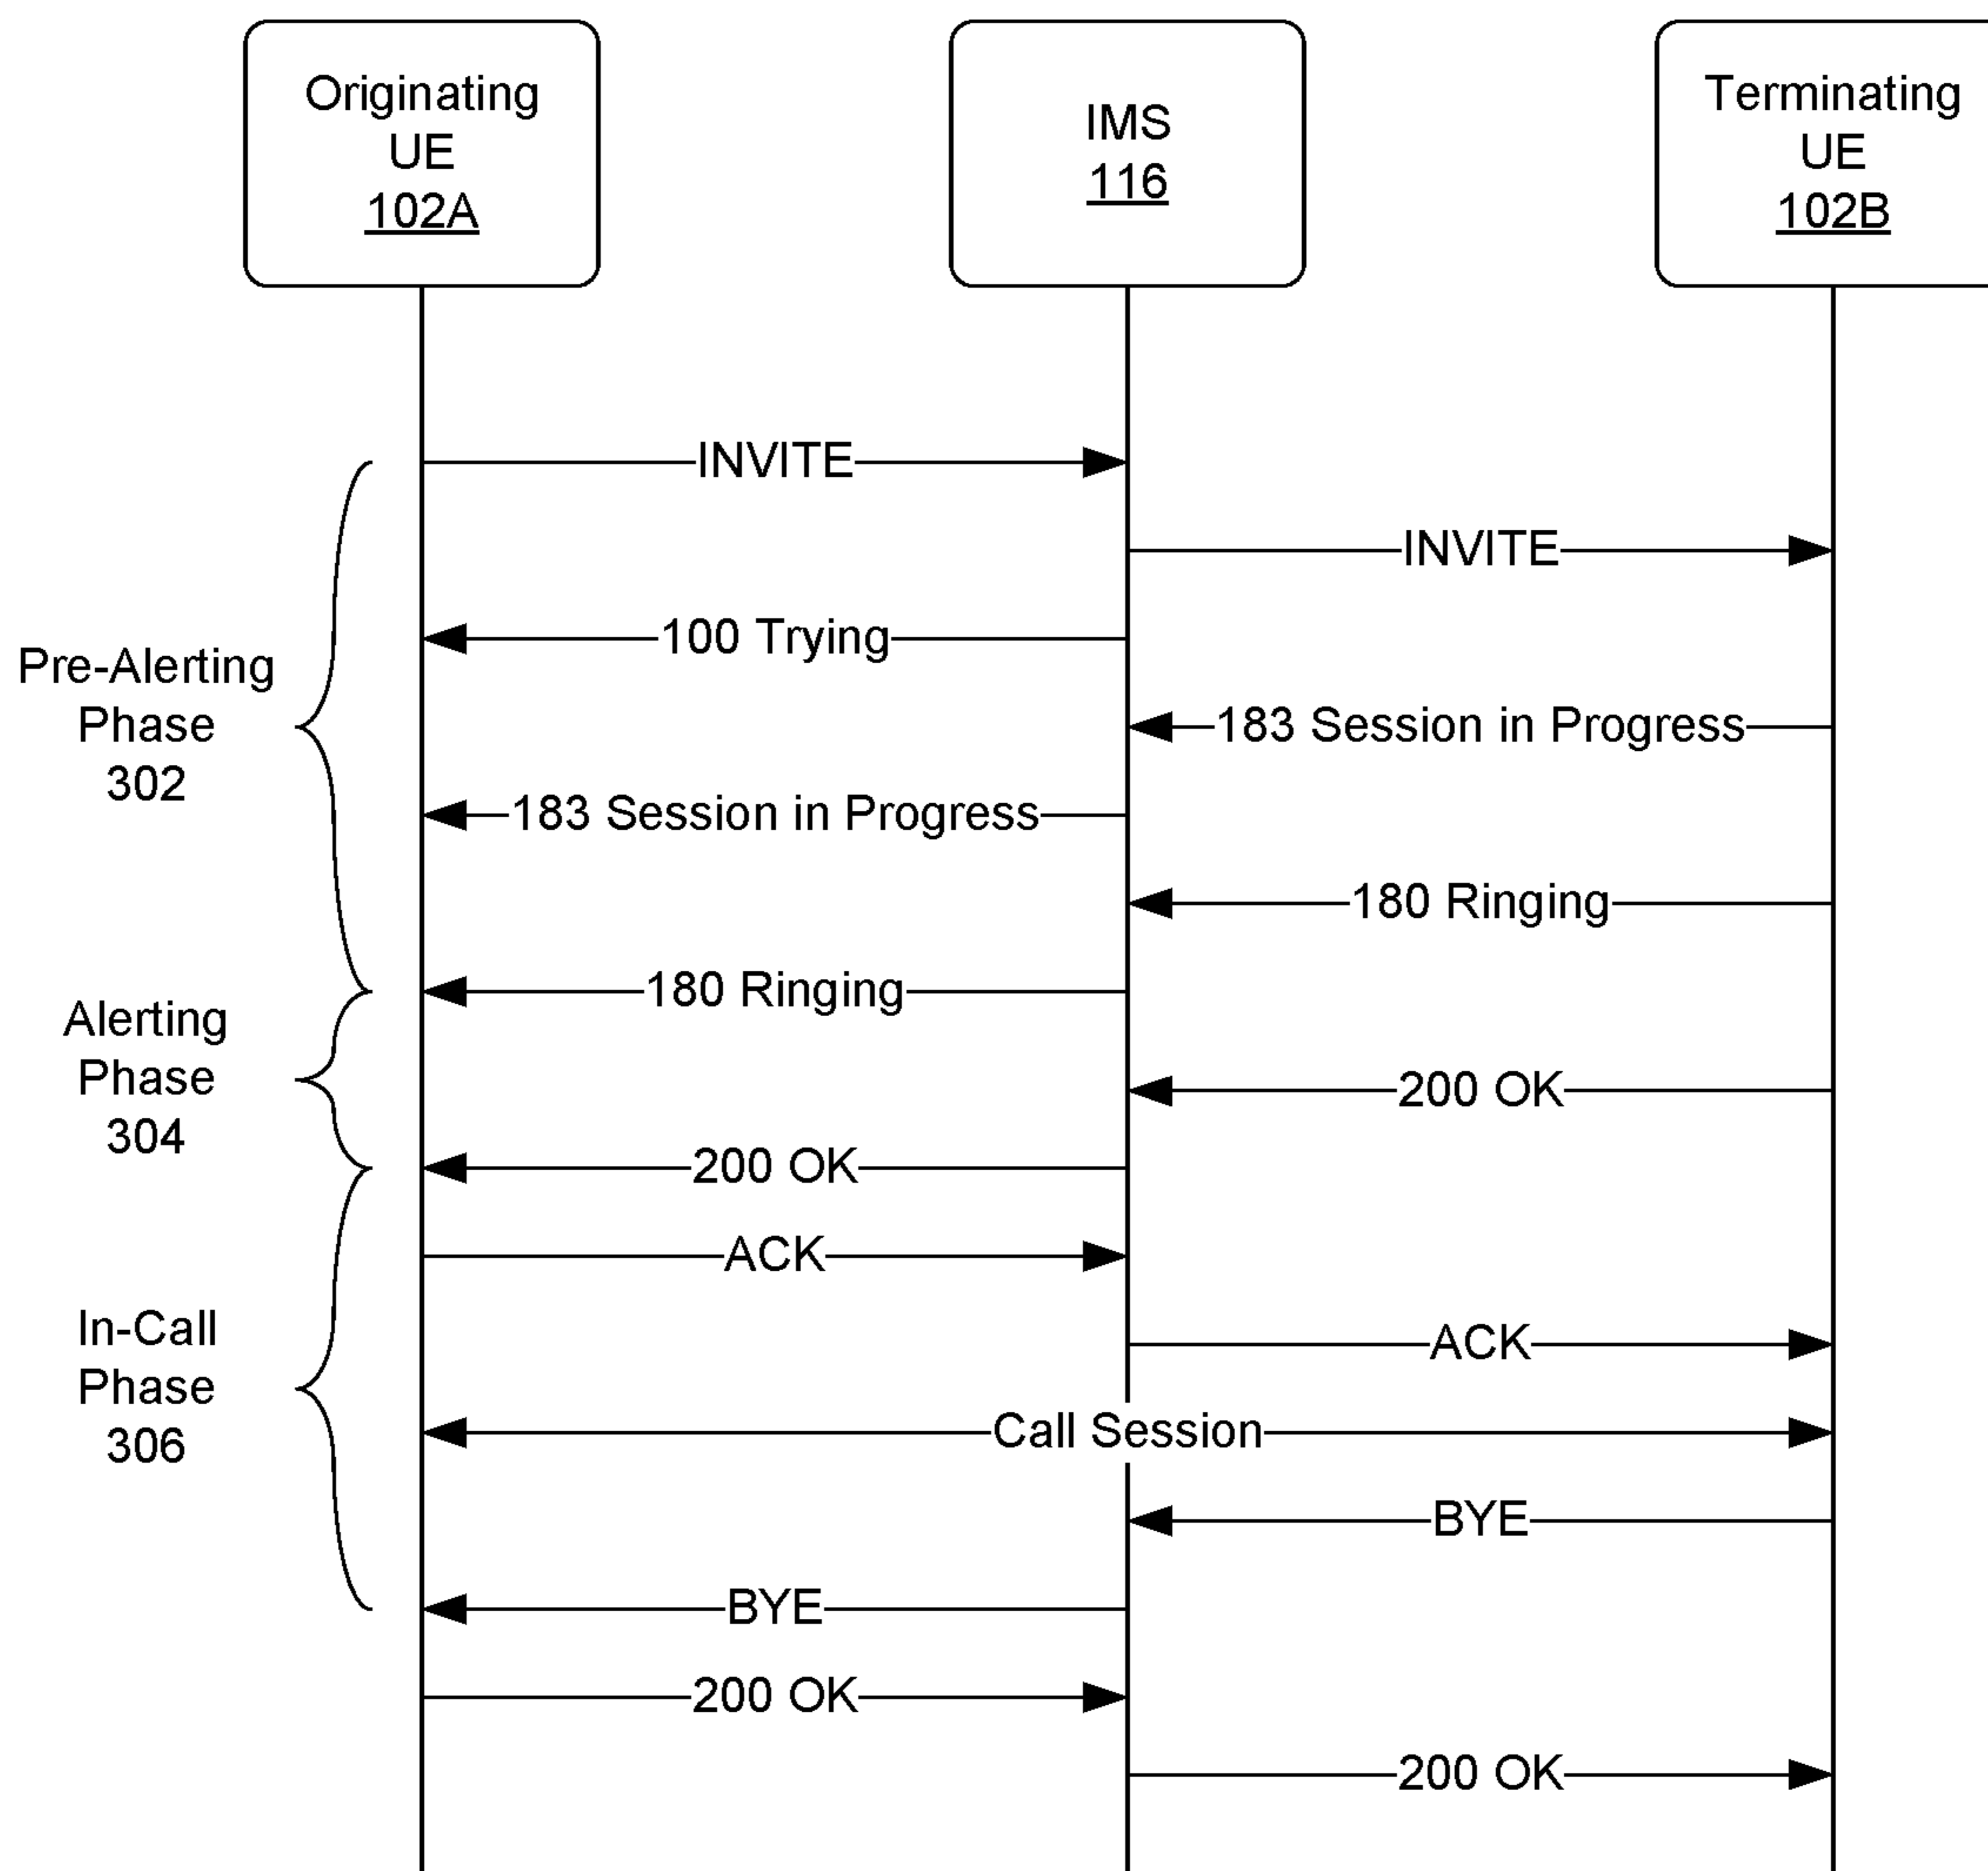 Originating
UE
102A
IMS
116
Terminating
UE
102B
INVITE
INVITE
100 Trying
Pre-Alerting
Phase
302
183 Session in Progress
183 Session in Progress
180 Ringing
180 Ringing
Alerting
Phase
304
200 OK
200 OK
ACK
In-Call
Phase
306
ACK
Call Session
BYE
BYE
200 OK
200 OK